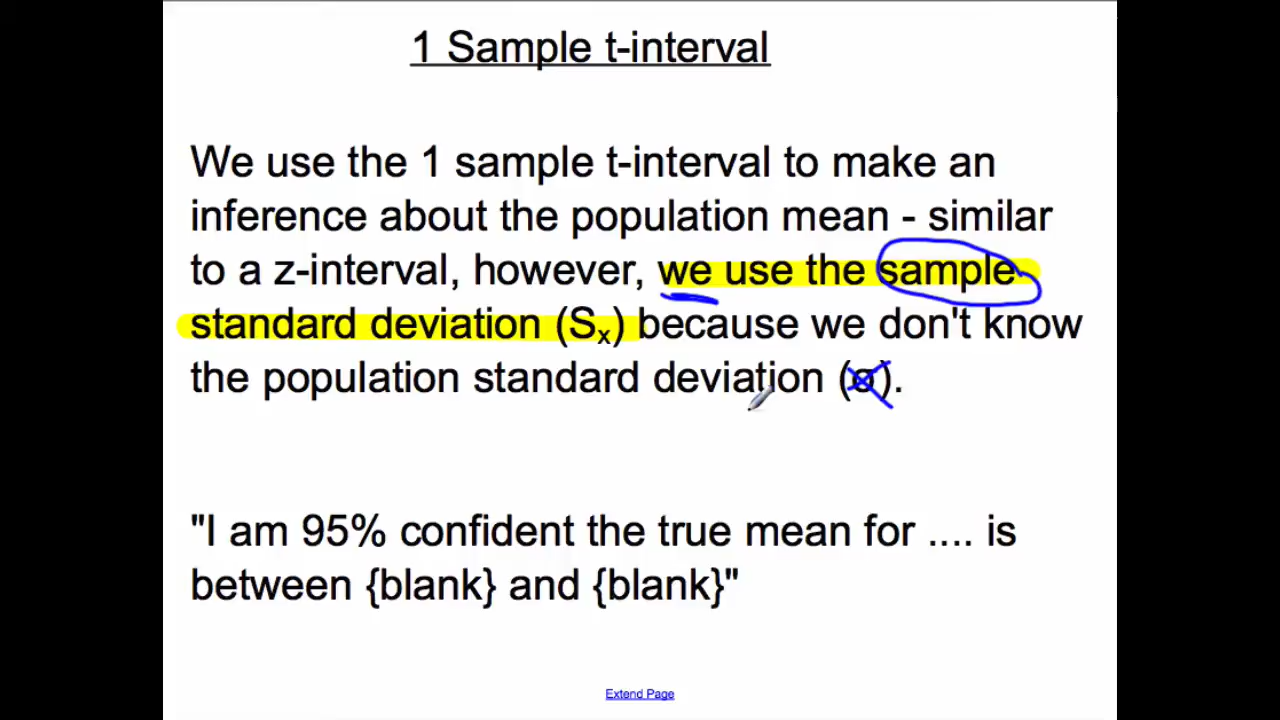 1 Sample t-interval
We use the 1 sample t-interval to make an
inference about the population mean - similar
to a z-interval, however, we use the sample
standard deviation (Sₓ) because we don't know
the population standard deviation (σ).
"I am 95% confident the true mean for .... is
between {blank} and {blank}"
Extend Page